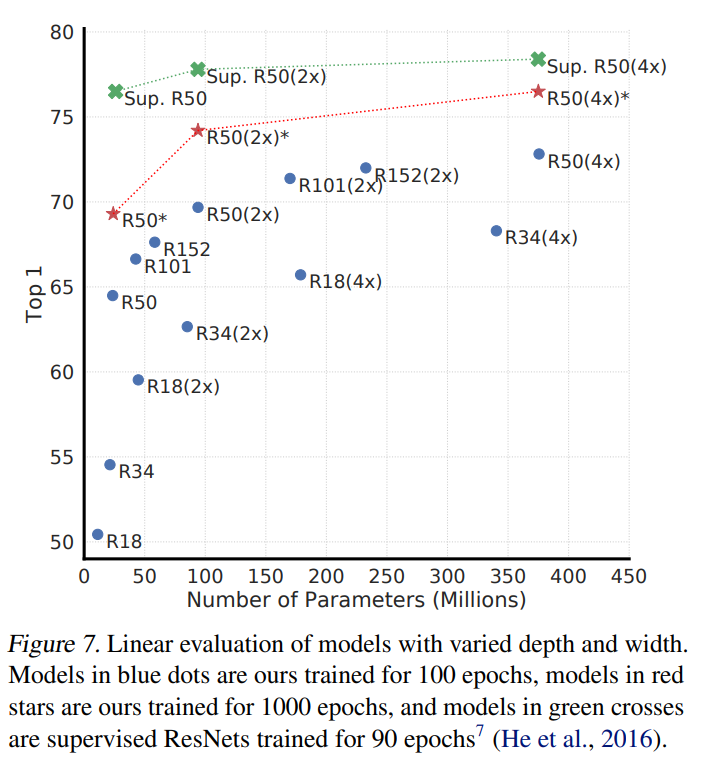 80
Sup. R50(4x)
Sup. R50(2x)
Sup. R50
R50(4x)*
75
R50(2x)*
R50(4x)
R152(2x)
R101(2x)
70
R50(2x)
R50*
R34(4x)
R152
R101
R18(4x)
65
R50
R34(2x)
60
R18(2x)
55
R34
50
R18
Top 1
0 50 100 150 200 250 300 350 400 450
Number of Parameters (Millions)
Figure 7. Linear evaluation of models with varied depth and width.
Models in blue dots are ours trained for 100 epochs, models in red
stars are ours trained for 1000 epochs, and models in green crosses
are supervised ResNets trained for 90 epochs⁷ (He et al., 2016).